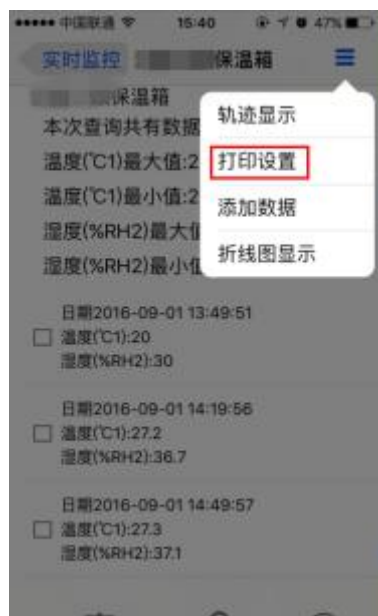 中国联通 15:40 47%
实时监控 保温箱
保温箱
本次查询共有数据
温度(℃1)最大值:2
温度(℃1)最小值:2
湿度(%RH2)最大值
湿度(%RH2)最小值
轨迹显示
打印设置
添加数据
折线图显示
日期2016-09-01 13:49:51
温度(℃1):20
湿度(%RH2):30
日期2016-09-01 14:19:56
温度(℃1):27.2
湿度(%RH2):36.7
日期2016-09-01 14:49:57
温度(℃1):27.3
湿度(%RH2):37.1